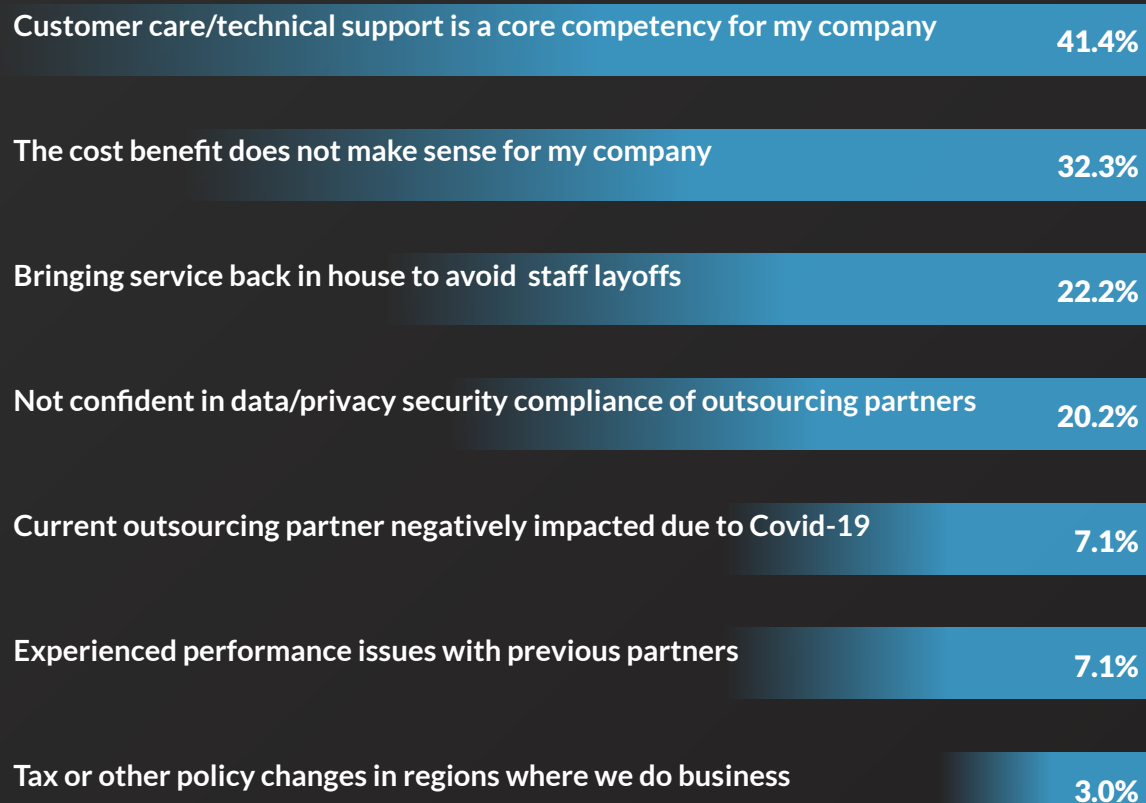 Customer care/technical support is a core competency for my company
41.4%
The cost benefit does not make sense for my company
32.3%
Bringing service back in house to avoid  staff layoffs
22.2%
Not confident in data/privacy security compliance of outsourcing partners
20.2%
Current outsourcing partner negatively impacted due to Covid-19
7.1%
Experienced performance issues with previous partners
7.1%
Tax or other policy changes in regions where we do business
3.0%